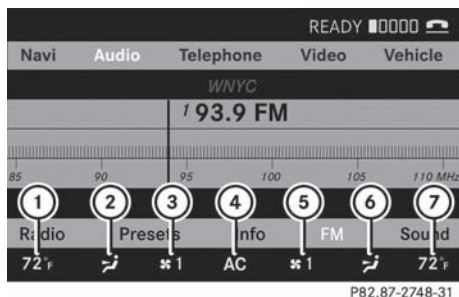 READY
Navi Audio Telephone Video Vehicle
WNYC
1 93.9 FM
85 90 95 100 105 110 MHz
1 2 3 4 5 6 7
Radio Presets Info FM Sound
72°F 1 AC 1 72°F
P82.87-2748-31